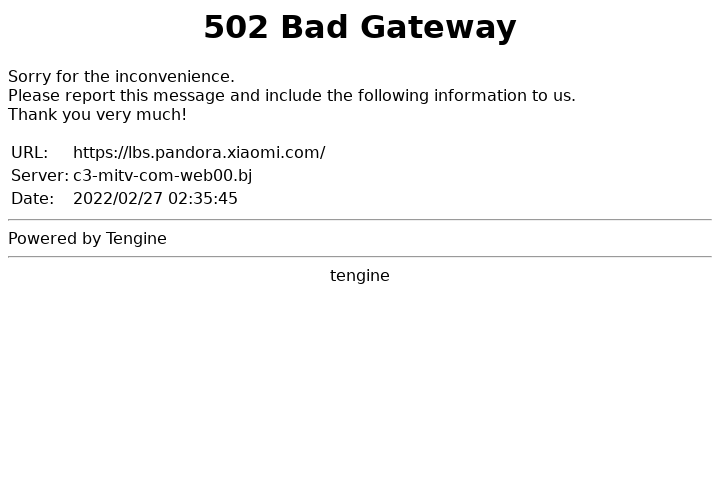 502 Bad Gateway
Sorry for the inconvenience.
Please report this message and include the following information to us.
Thank you very much!
URL: https://lbs.pandora.xiaomi.com/
Server: c3-mitv-com-web00.bj
Date: 2022/02/27 02:35:45
Powered by Tengine
tengine